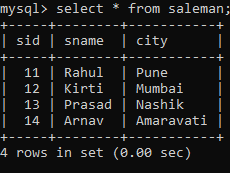 mysql> select * from saleman;
+-----+--------+-----------+
| sid | sname  | city      |
+-----+--------+-----------+
|  11 | Rahul  | Pune      |
|  12 | Kirti  | Mumbai    |
|  13 | Prasad | Nashik    |
|  14 | Arnav  | Amaravati |
+-----+--------+-----------+
4 rows in set (0.00 sec)